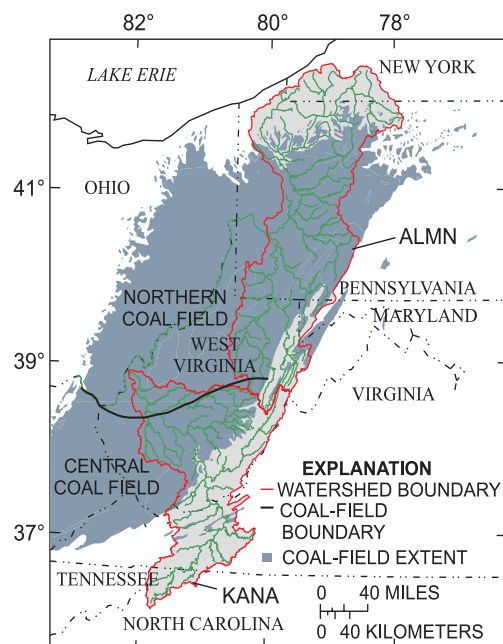 82° 80° 78°
LAKE ERIE
NEW YORK
41°
OHIO
ALMN
PENNSYLVANIA
NORTHERN
COAL FIELD
MARYLAND
WEST
VIRGINIA
39°
VIRGINIA
CENTRAL
COAL FIELD
EXPLANATION
WATERSHED BOUNDARY
COAL-FIELD
BOUNDARY
COAL-FIELD EXTENT
37°
TENNESSEE
KANA
0 40 MILES
0 40 KILOMETERS
NORTH CAROLINA